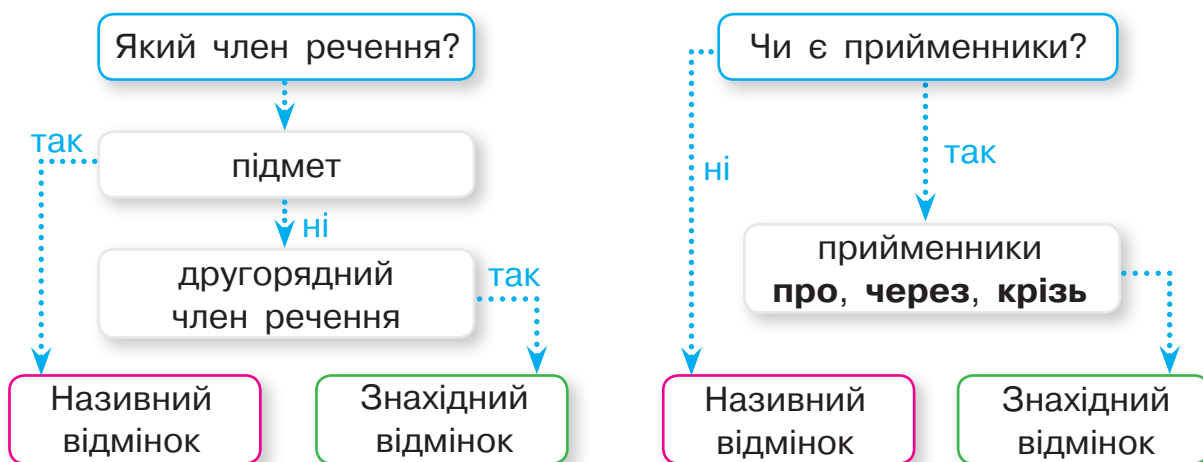 Який член речення?
так
підмет
ні
другорядний
член речення
так
Називний
відмінок
Знахідний
відмінок
Чи є прийменники?
ні
так
прийменники
про, через, крізь
Називний
відмінок
Знахідний
відмінок